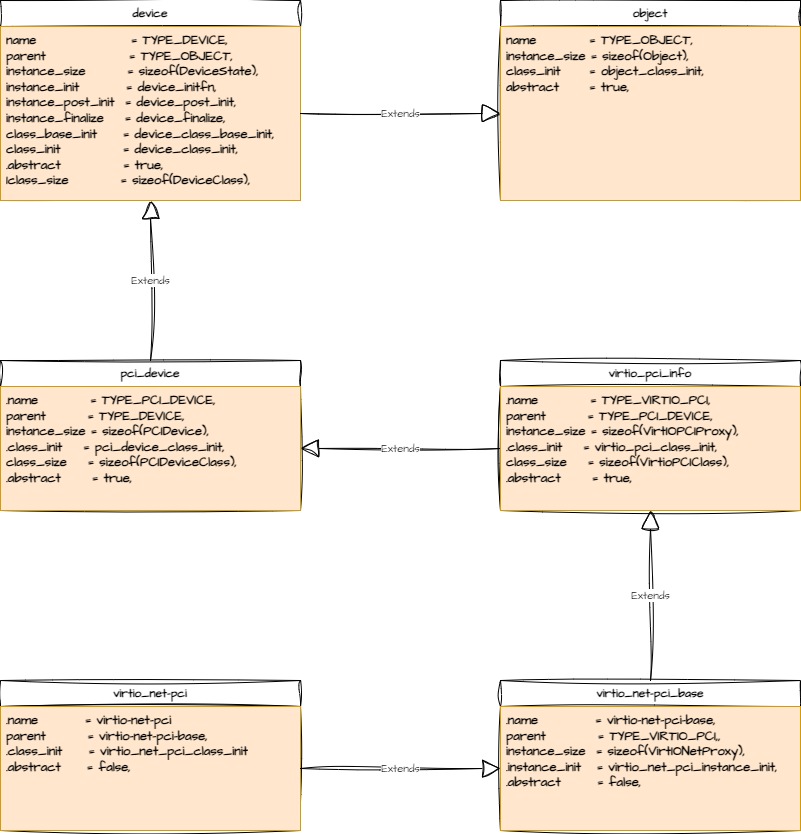 device
name = TYPE_DEVICE,
parent = TYPE_OBJECT,
instance_size = sizeof(DeviceState),
instance_init = device_initfn,
instance_post_init = device_post_init,
instance_finalize = device_finalize,
class_base_init = device_class_base_init,
class_init = device_class_init,
.abstract = true,
.class_size = sizeof(DeviceClass),
Extends
object
name = TYPE_OBJECT,
instance_size = sizeof(Object),
class_init = object_class_init,
abstract = true,
Extends
pci_device
.name = TYPE_PCI_DEVICE,
parent = TYPE_DEVICE,
instance_size = sizeof(PCIDevice),
.class_init = pci_device_class_init,
class_size = sizeof(PCIDeviceClass),
.abstract = true,
Extends
virtio_pci_info
.name = TYPE_VIRTIO_PCI,
parent = TYPE_PCI_DEVICE,
instance_size = sizeof(VirtIOPCIProxy),
.class_init = virtio_pci_class_init,
class_size = sizeof(VirtioPCIClass),
.abstract = true,
Extends
virtio_net-pci
.name = virtio-net-pci
parent = virtio-net-pci-base,
.class_init = virtio_net_pci_class_init
.abstract = false,
Extends
virtio_net-pci_base
.name = virtio-net-pci-base,
parent = TYPE_VIRTIO_PCI,,
instance_size = sizeof(VirtIONetProxy),
.instance_init = virtio_net_pci_instance_init,
.abstract = false,